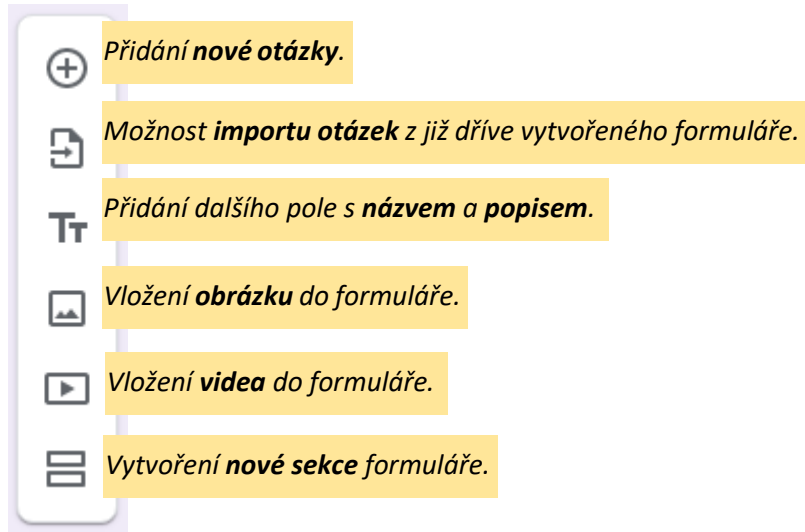 Přidání nové otázky.
Možnost importu otázek z již dříve vytvořeného formuláře.
Přidání dalšího pole s názvem a popisem.
Vložení obrázku do formuláře.
Vložení videa do formuláře.
Vytvoření nové sekce formuláře.